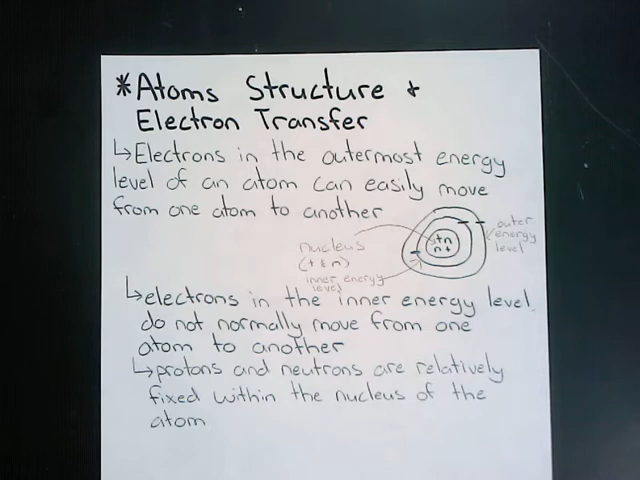 *Atoms Structure +
Electron Transfer
↳Electrons in the outermost energy
level of an atom can easily move
from one atom to another
outer
energy
level
nucleus
(+ & n)
+n
n+
inner energy
level
↳electrons in the inner energy level
do not normally move from one
atom to another
↳protons and neutrons are relatively
fixed within the nucleus of the
atom